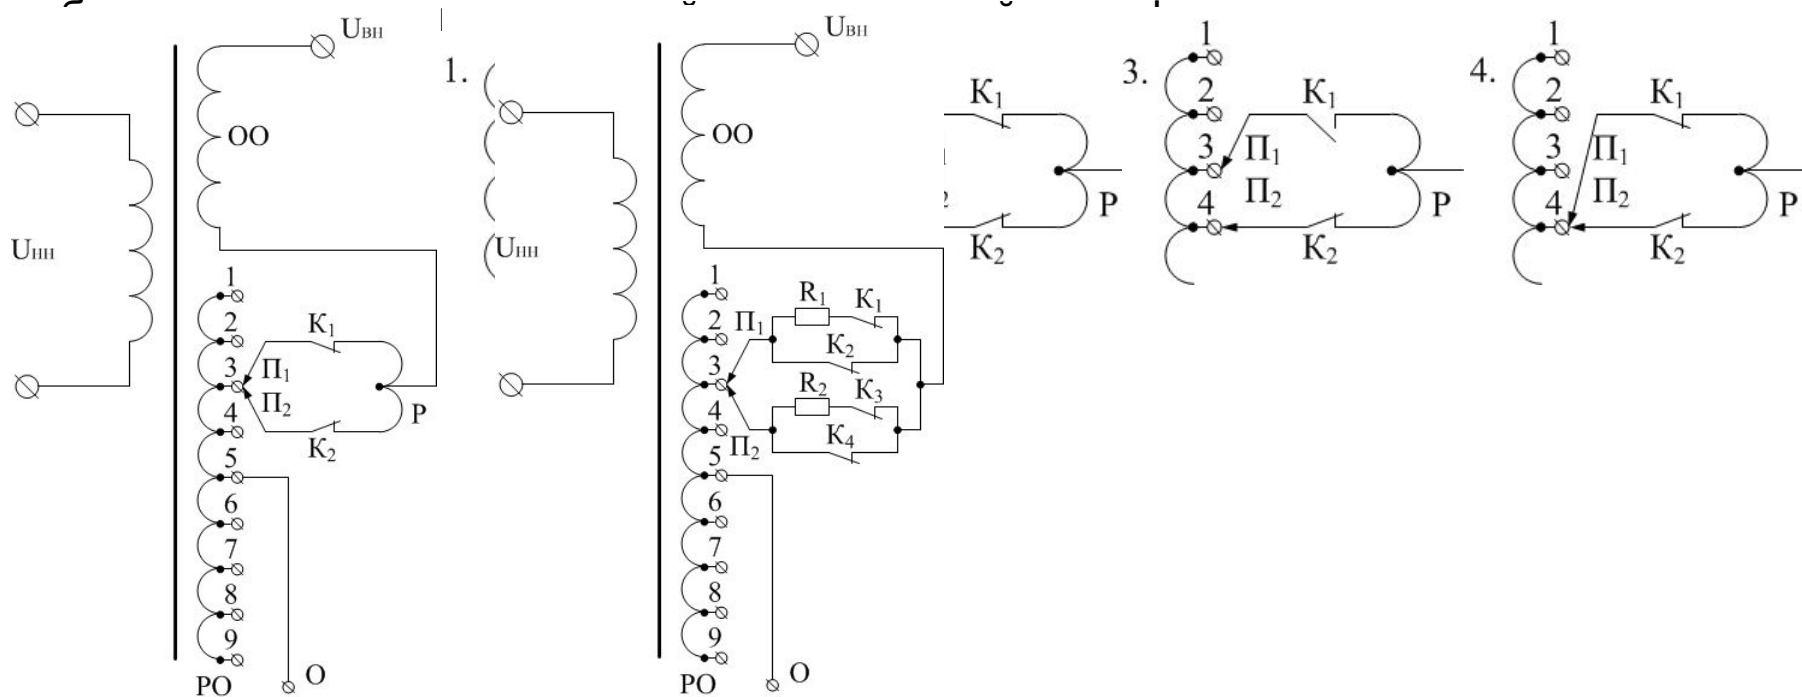 Uвн
Uнн
ОО
1
2
3
4
5
6
7
8
9
К1
П1
П2
К2
Р
РО
О
1.
Uвн
Uнн
ОО
1
2
3
4
5
6
7
8
9
П1
R1
К1
К2
R2
К3
К4
П2
РО
О
К1
К2
Р
3.
1
2
3
4
К1
П1
П2
К2
Р
4.
1
2
3
4
К1
П1
П2
К2
Р